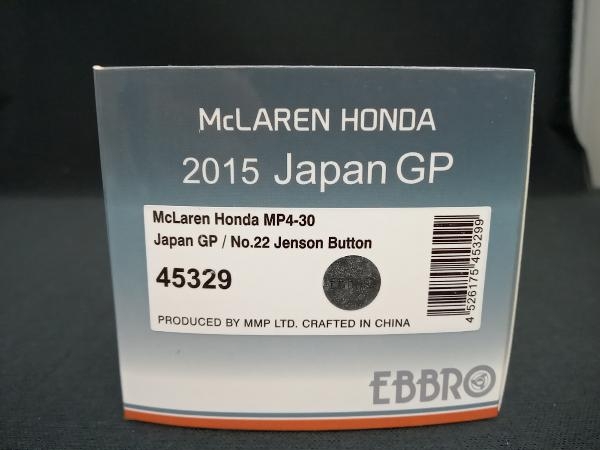 McLAREN HONDA
2015 Japan GP
McLaren Honda MP4-30
Japan GP / No.22 Jenson Button
45329
EBBRO
4 526175 453299
PRODUCED BY MMP LTD. CRAFTED IN CHINA
EBBRO